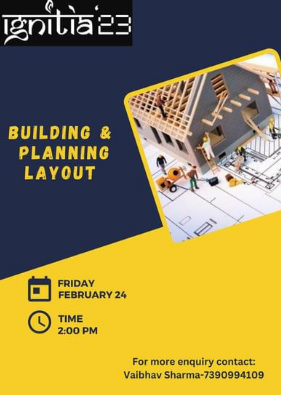 ignitia'23
BUILDING &
PLANNING
LAYOUT
FRIDAY
FEBRUARY 24
TIME
2:00 PM
For more enquiry contact:
Vaibhav Sharma-7390994109